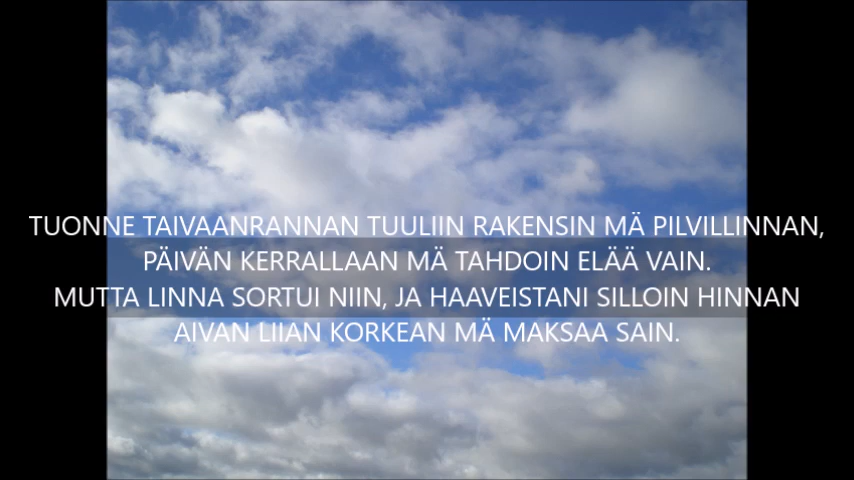 TUONNE TAIVAANRANNAN TUULIIN RAKENSIN MÄ PILVILLINNAN,
PÄIVÄN KERRALLAAN MÄ TAHDOIN ELÄÄ VAIN.
MUTTA LINNA SORTUI NIIN, JA HAAVEISTANI SILLOIN HINNAN
AIVAN LIIAN KORKEAN MÄ MAKSAA SAIN.